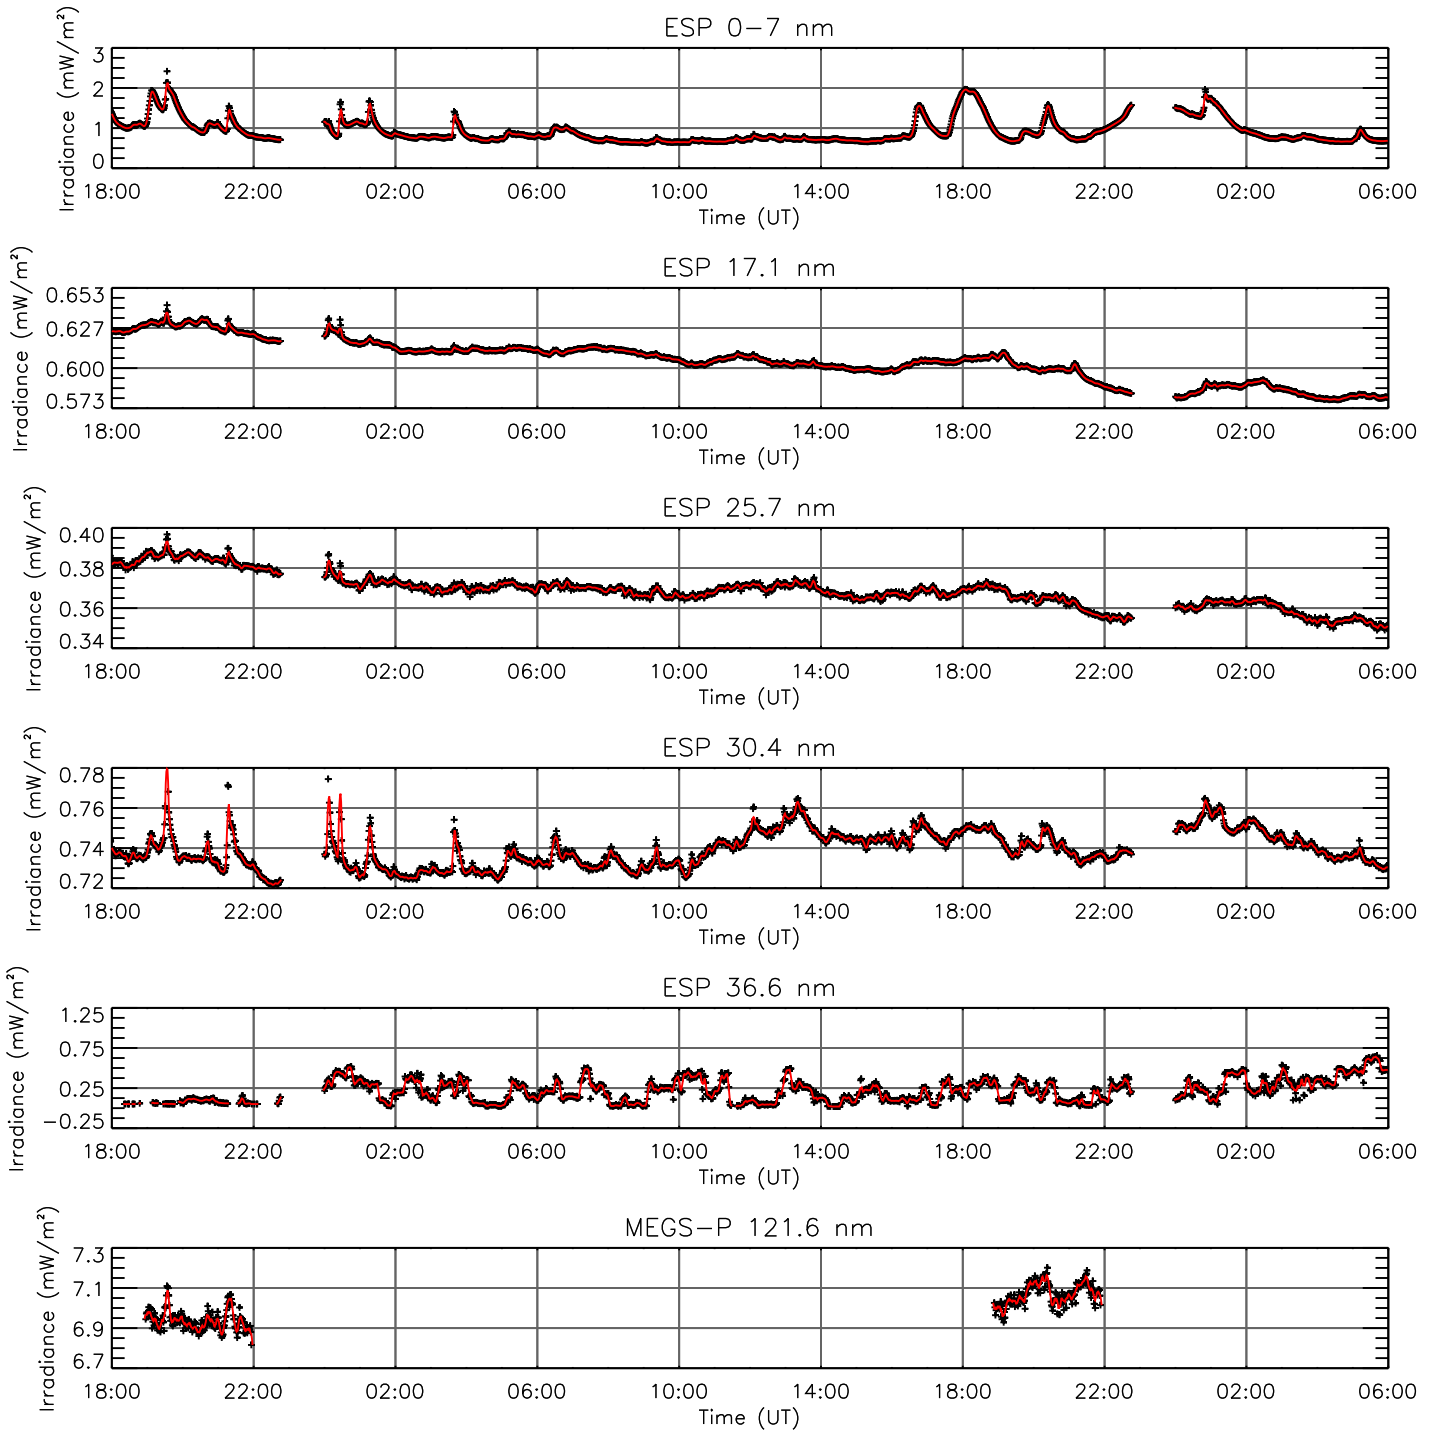 ESP 0−7 nm
Irradiance (mW/m²)
3
2
1
0
18:00 22:00 02:00 06:00 10:00 14:00 18:00 22:00 02:00 06:00
Time (UT)
ESP 17.1 nm
Irradiance (mW/m²)
0.653
0.627
0.600
0.573
18:00 22:00 02:00 06:00 10:00 14:00 18:00 22:00 02:00 06:00
Time (UT)
ESP 25.7 nm
Irradiance (mW/m²)
0.40
0.38
0.36
0.34
18:00 22:00 02:00 06:00 10:00 14:00 18:00 22:00 02:00 06:00
Time (UT)
ESP 30.4 nm
Irradiance (mW/m²)
0.78
0.76
0.74
0.72
18:00 22:00 02:00 06:00 10:00 14:00 18:00 22:00 02:00 06:00
Time (UT)
ESP 36.6 nm
Irradiance (mW/m²)
1.25
0.75
0.25
−0.25
18:00 22:00 02:00 06:00 10:00 14:00 18:00 22:00 02:00 06:00
Time (UT)
MEGS−P 121.6 nm
Irradiance (mW/m²)
7.3
7.1
6.9
6.7
18:00 22:00 02:00 06:00 10:00 14:00 18:00 22:00 02:00 06:00
Time (UT)